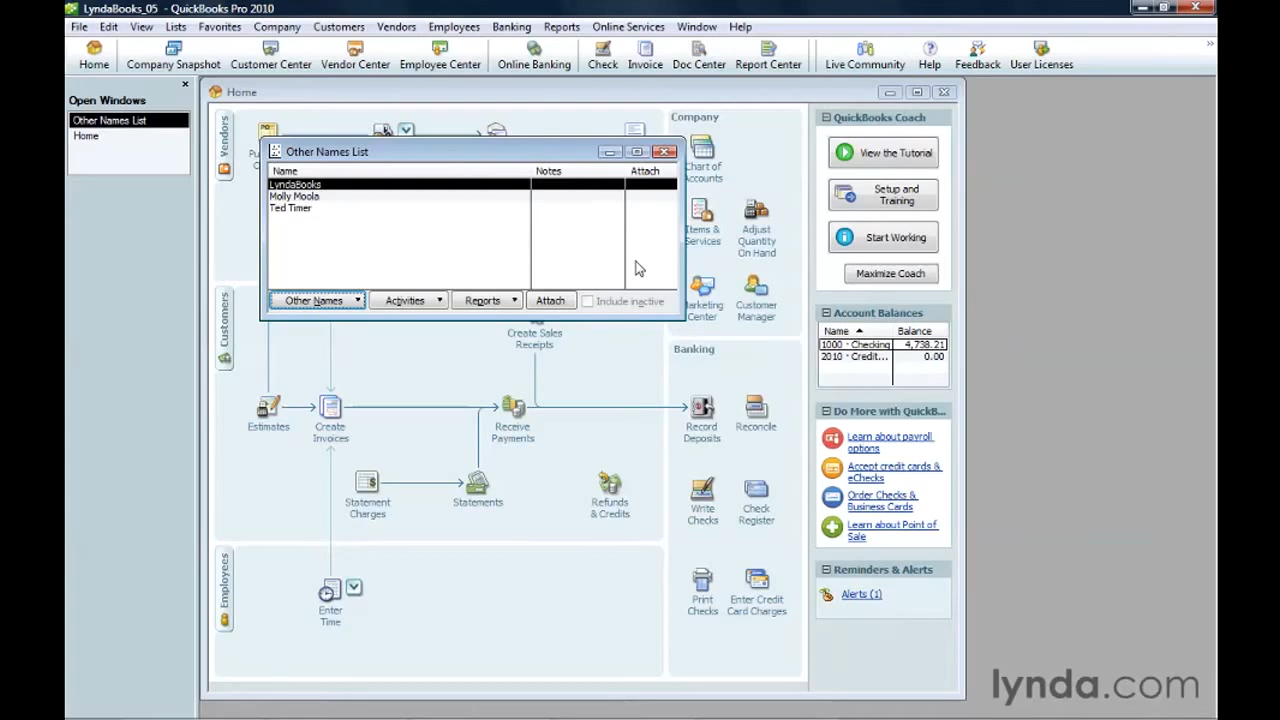 LyndaBooks_05 - QuickBooks Pro 2010
File Edit View Lists Favorites Company Customers Vendors Employees Banking Reports Online Services Window Help
Home Company Snapshot Customer Center Vendor Center Employee Center Online Banking Check Invoice Doc Center Report Center Live Community Help Feedback User Licenses
Open Windows
Other Names List
Home
Home
Vendors
Other Names List
Name Notes Attach
LyndaBooks
Molly Moola
Ted Timer
Other Names Activities Reports Attach Include inactive
Customers
Create Sales
Receipts
Estimates
Create
Invoices
Receive
Payments
Statement
Charges
Statements
Refunds
& Credits
Employees
Enter
Time
Company
Chart of
Accounts
Items &
Services
Adjust
Quantity
On Hand
Center
Customer
Manager
Banking
Record
Deposits
Reconcile
Write
Checks
Check
Register
Print
Checks
Enter Credit
Card Charges
QuickBooks Coach
View the Tutorial
Setup and
Training
Start Working
Maximize Coach
Account Balances
Name Balance
1000 · Checking 4,738.21
2010 · Credit... 0.00
Do More with QuickB...
Learn about payroll
options
Accept credit cards &
eChecks
Order Checks &
Business Cards
Learn about Point of
Sale
Reminders & Alerts
Alerts (1)
lynda.com